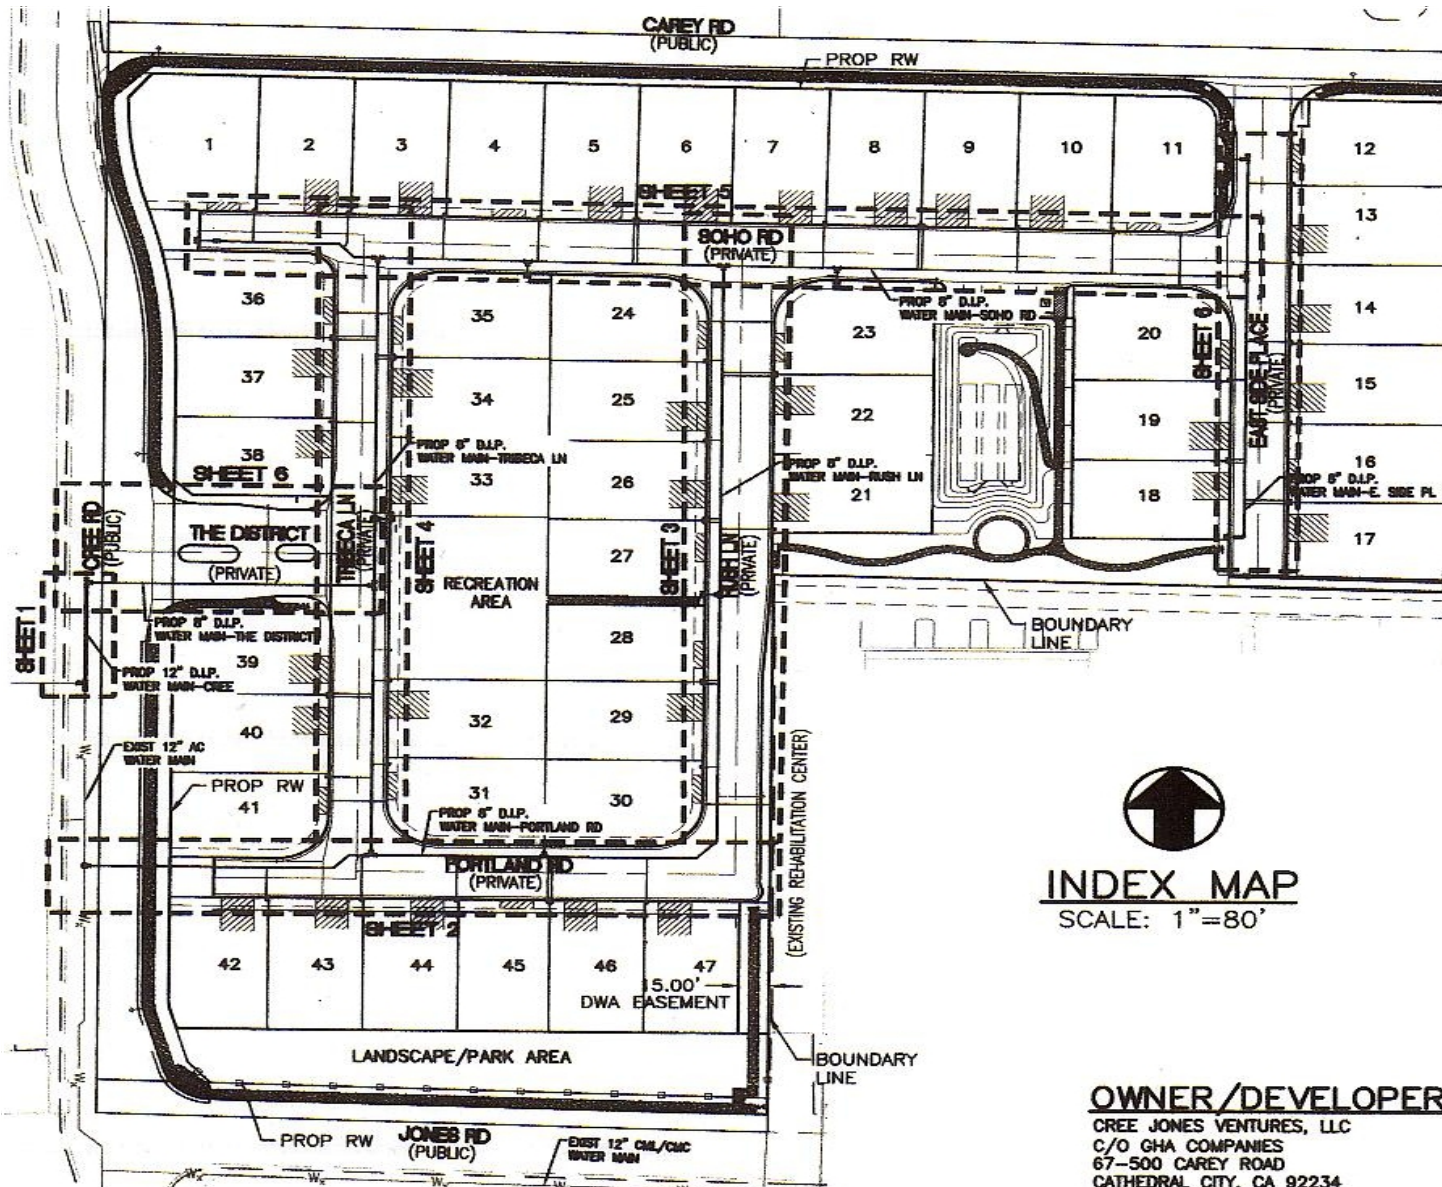 CAREY RD
(PUBLIC)
PROP RW
1
2
3
4
5
6
7
8
9
10
11
12
SHEET 5
13
SOHO RD
(PRIVATE)
36
35
24
PROP 8" D.I.P.
WATER MAIN-SOHO RD
23
20
14
SHEET 6
EAST SIDE PLACE
(PRIVATE)
37
34
25
22
19
15
38
PROP 8" D.I.P.
WATER MAIN-TRIBECA LN
SHEET 6
33
26
PROP 8" D.I.P.
WATER MAIN-RUSH LN
21
18
16
PROP 8" D.I.P.
WATER MAIN-E. SIDE PL
17
CREE RD
(PUBLIC)
THE DISTRICT
(PRIVATE)
TRIBECA LN
(PRIVATE)
SHEET 4
RECREATION
AREA
27
SHEET 3
RUSH LN
(PRIVATE)
SHEET 1
PROP 8" D.I.P.
WATER MAIN-THE DISTRICT
28
BOUNDARY
LINE
39
PROP 12" D.I.P.
WATER MAIN-CREE
32
29
40
EXIST 12" AC
WATER MAIN
PROP RW
41
31
30
PROP 8" D.I.P.
WATER MAIN-PORTLAND RD
(EXISTING REHABILITATION CENTER)
PORTLAND RD
(PRIVATE)
INDEX MAP
SCALE: 1"=80'
SHEET 2
42
43
44
45
46
47
15.00'
DWA EASEMENT
LANDSCAPE/PARK AREA
BOUNDARY
LINE
PROP RW
JONES RD
(PUBLIC)
EXIST 12" CML/CMC
WATER MAIN
OWNER/DEVELOPER
CREE JONES VENTURES, LLC
C/O GHA COMPANIES
67-500 CAREY ROAD
CATHEDRAL CITY, CA 92234